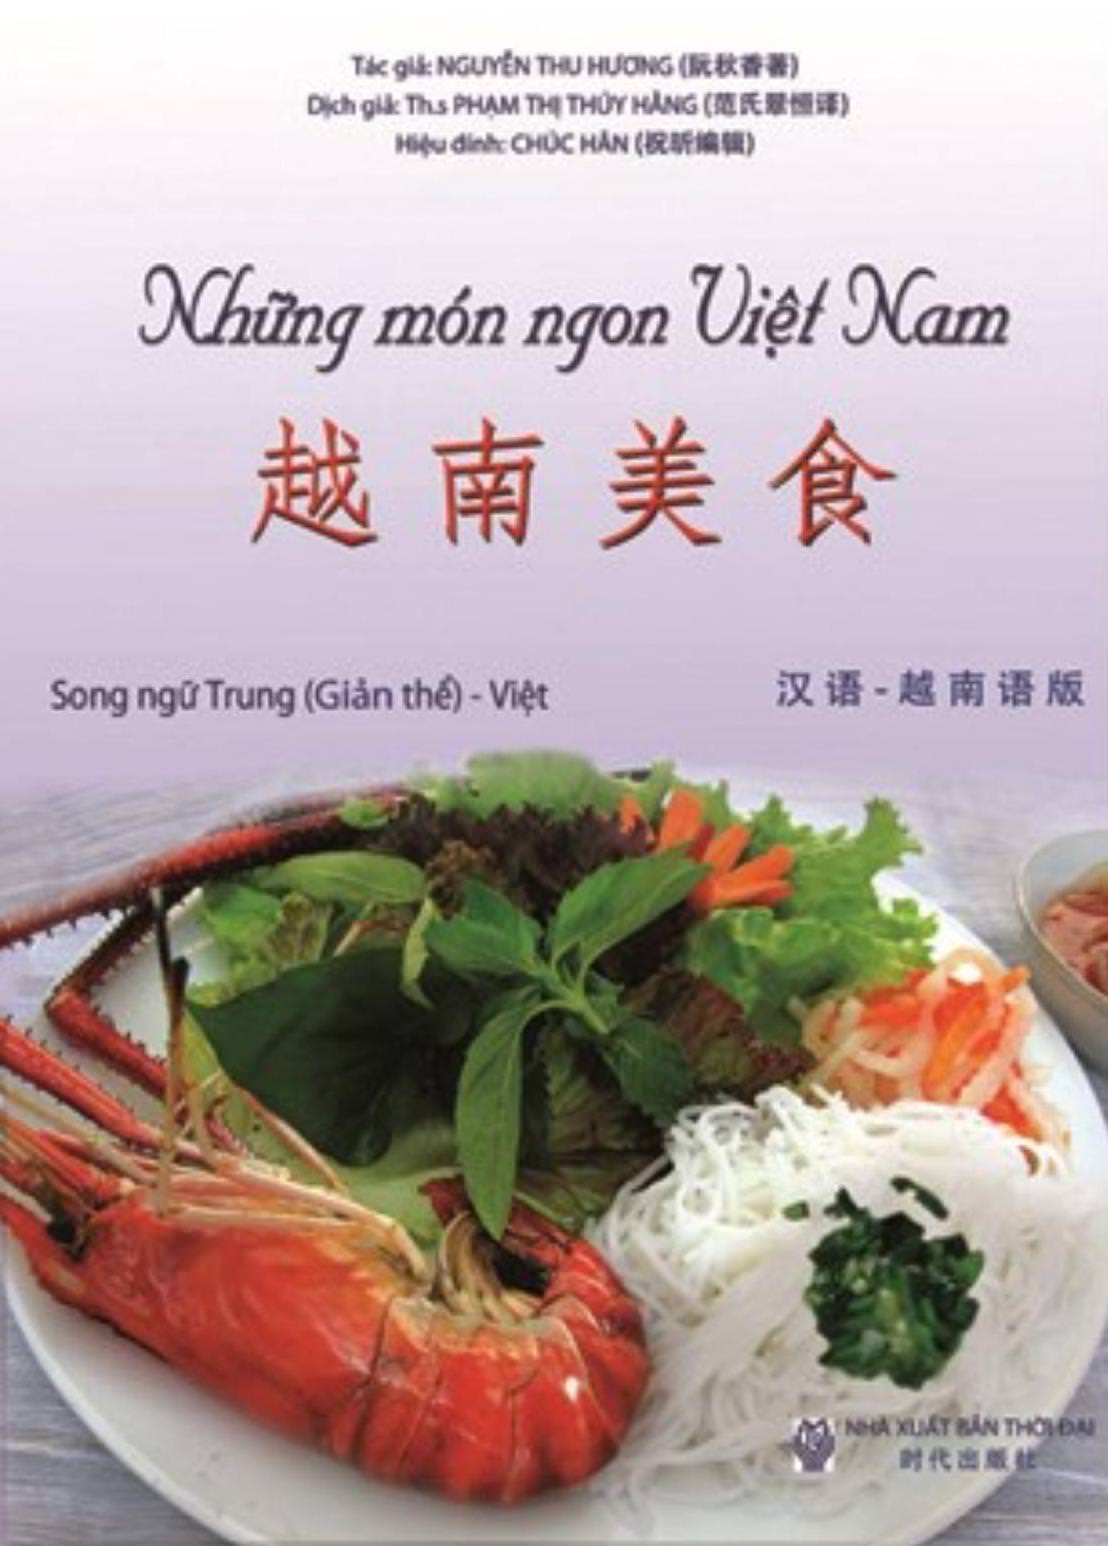 Tác giả: NGUYỄN THU HƯƠNG (阮秋香著)
Dịch giả: Th.s PHẠM THỊ THÚY HẰNG (范氏翠恒译)
Hiệu đính: CHÚC HÂN (祝昕编辑)
Những món ngon Việt Nam
越南美食
Song ngữ Trung (Giản thể) - Việt
汉语-越南语版
NHÀ XUẤT BẢN THỜI ĐẠI
时代出版社